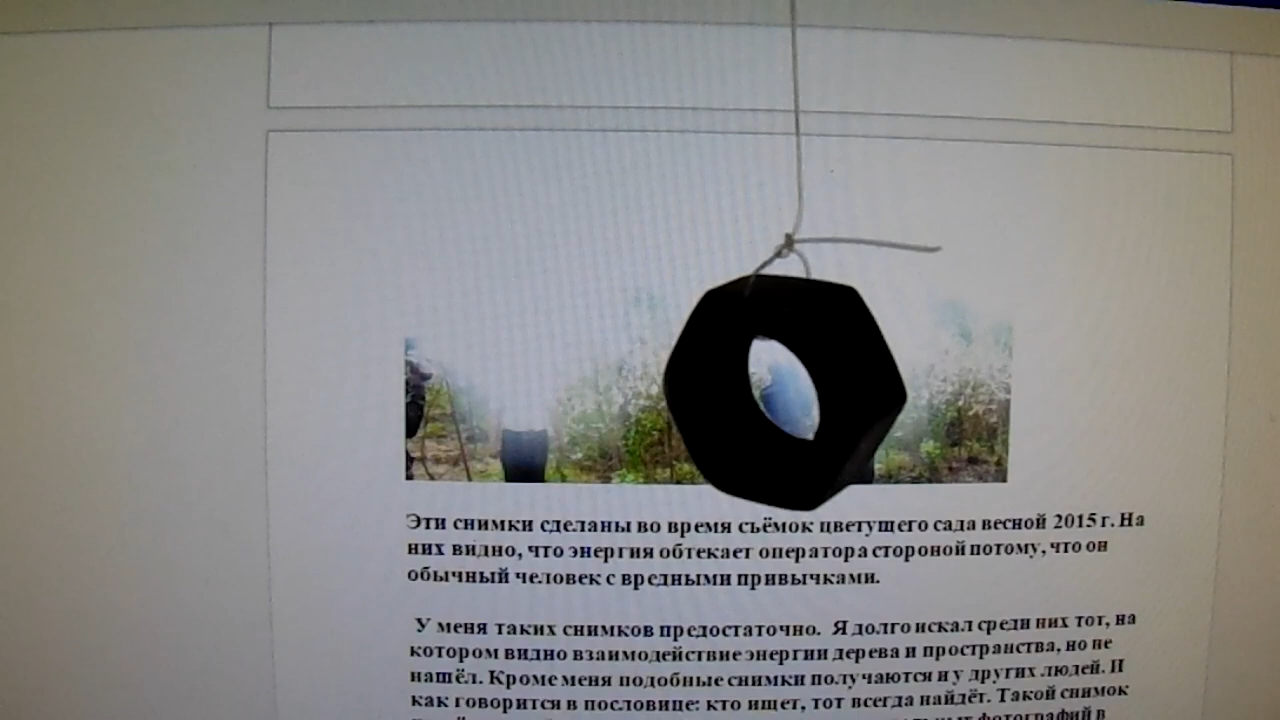 Эти снимки сделаны во время съёмок цветущего сада весной 2015 г. На
них видно, что энергия обтекает оператора стороной потому, что он
обычный человек с вредными привычками.
У меня таких снимков предостаточно. Я долго искал среди них тот, на
котором видно взаимодействие энергии дерева и пространства, но не
нашёл. Кроме меня подобные снимки получаются и у других людей. И
как говорится в пословице: кто ищет, тот всегда найдёт. Такой снимок
фотографий в